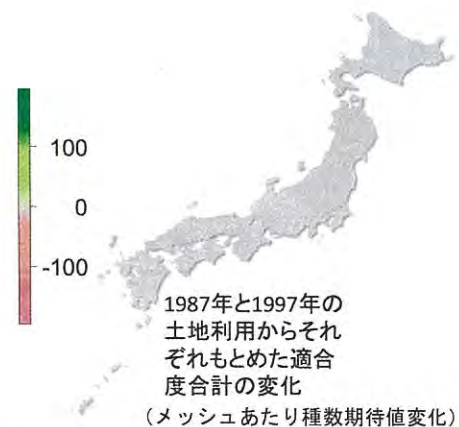 100
0
-100
1987年と1997年の
土地利用からそれ
ぞれもとめた適合
度合計の変化
（メッシュあたり種数期待値変化）